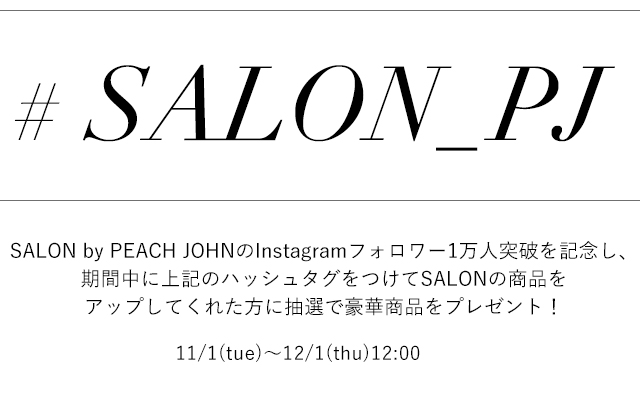 # SALON_PJ
SALON by PEACH JOHNのInstagramフォロワー1万人突破を記念し、
期間中に上記のハッシュタグをつけてSALONの商品を
アップしてくれた方に抽選で豪華商品をプレゼント！
11/1(tue)～12/1(thu)12:00